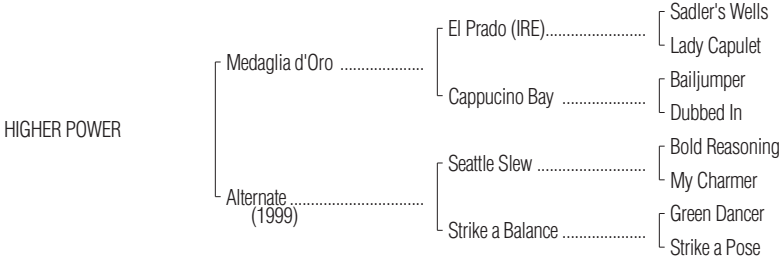 Sadler's Wells
El Prado (IRE)........................
Lady Capulet
Medaglia d'Oro ....................
Bailjumper
Cappucino Bay ....................
Dubbed In
HIGHER POWER
Bold Reasoning
Seattle Slew ..........................
My Charmer
Alternate ................................
(1999)
Green Dancer
Strike a Balance ....................
Strike a Pose